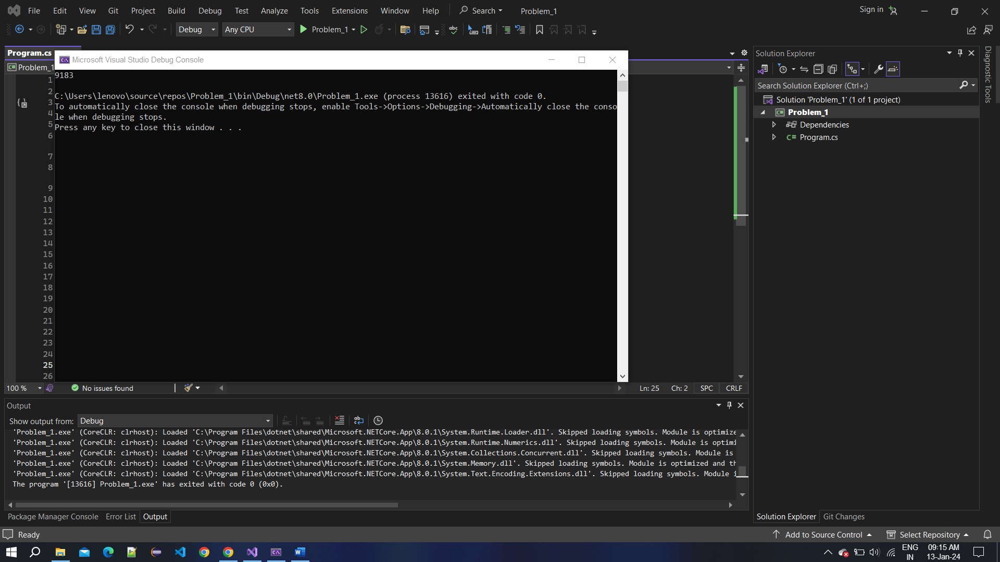 File Edit View Git Project Build Debug Test Analyze Tools Extensions Window Help Search Problem_1 Sign in
Debug Any CPU Problem_1
Program.cs
Problem_1
Microsoft Visual Studio Debug Console
9183
C:\Users\lenovo\source\repos\Problem_1\bin\Debug\net8.0\Problem_1.exe (process 13616) exited with code 0.
To automatically close the console when debugging stops, enable Tools->Options->Debugging->Automatically close the conso
le when debugging stops.
Press any key to close this window . . .
1
2
3
4
5
6
7
8
9
10
11
12
13
14
15
16
17
18
19
20
21
22
23
24
25
26
100 % No issues found Ln: 25 Ch: 2 SPC CRLF
Solution Explorer
Search Solution Explorer (Ctrl+;)
Solution 'Problem_1' (1 of 1 project)
Problem_1
Dependencies
C# Program.cs
Diagnostic Tools
Output
Show output from: Debug
'Problem_1.exe' (CoreCLR: clrhost): Loaded 'C:\Program Files\dotnet\shared\Microsoft.NETCore.App\8.0.1\System.Runtime.Loader.dll'. Skipped loading symbols. Module is optimize
'Problem_1.exe' (CoreCLR: clrhost): Loaded 'C:\Program Files\dotnet\shared\Microsoft.NETCore.App\8.0.1\System.Runtime.Numerics.dll'. Skipped loading symbols. Module is optimi
'Problem_1.exe' (CoreCLR: clrhost): Loaded 'C:\Program Files\dotnet\shared\Microsoft.NETCore.App\8.0.1\System.Collections.Concurrent.dll'. Skipped loading symbols. Module is
'Problem_1.exe' (CoreCLR: clrhost): Loaded 'C:\Program Files\dotnet\shared\Microsoft.NETCore.App\8.0.1\System.Memory.dll'. Skipped loading symbols. Module is optimized and th
'Problem_1.exe' (CoreCLR: clrhost): Loaded 'C:\Program Files\dotnet\shared\Microsoft.NETCore.App\8.0.1\System.Text.Encoding.Extensions.dll'. Skipped loading symbols. Module i
The program '[13616] Problem_1.exe' has exited with code 0 (0x0).
Package Manager Console Error List Output
Solution Explorer Git Changes
Ready Add to Source Control Select Repository
ENG
IN
09:15 AM
13-Jan-24